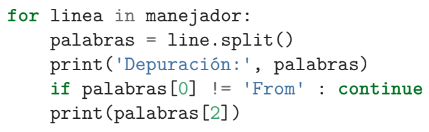 for linea in manejador:
    palabras = line.split()
    print('Depuración:', palabras)
    if palabras[0] != 'From' : continue
    print(palabras[2])